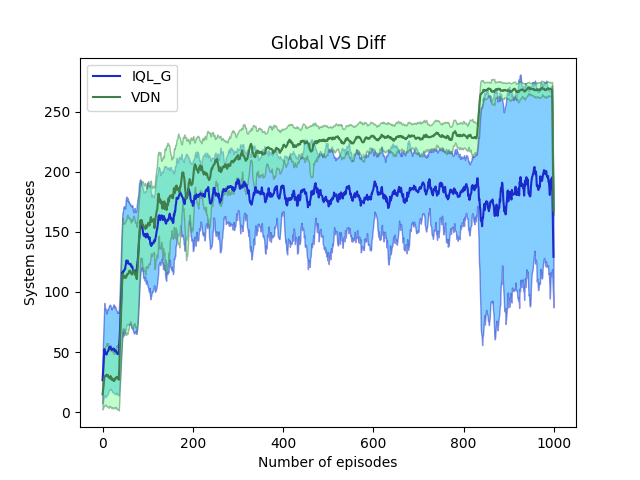 Global VS Diff
IQL_G
VDN
System successes
250
200
150
100
50
0
0 200 400 600 800 1000
Number of episodes